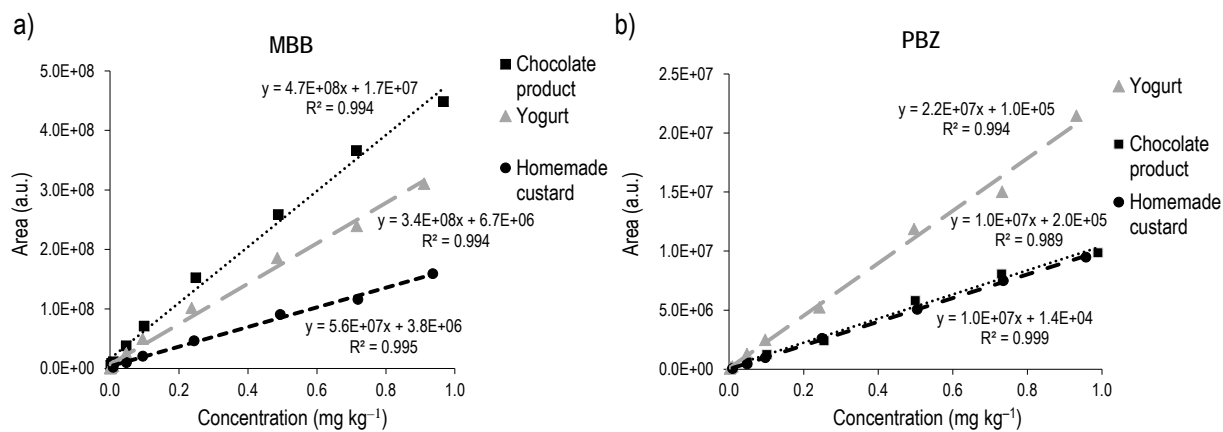 a)
MBB
5.0E+08
4.0E+08
3.0E+08
2.0E+08
1.0E+08
0.0E+00
Area (a.u.)
0.0
0.2
0.4
0.6
0.8
1.0
Concentration (mg kg⁻¹)
y = 4.7E+08x + 1.7E+07
R² = 0.994
y = 3.4E+08x + 6.7E+06
R² = 0.994
y = 5.6E+07x + 3.8E+06
R² = 0.995
Chocolate
product
Yogurt
Homemade
custard
b)
PBZ
2.5E+07
2.0E+07
1.5E+07
1.0E+07
5.0E+06
0.0E+00
Area (a.u.)
0.0
0.2
0.4
0.6
0.8
1.0
Concentration (mg kg⁻¹)
y = 2.2E+07x + 1.0E+05
R² = 0.994
y = 1.0E+07x + 2.0E+05
R² = 0.989
y = 1.0E+07x + 1.4E+04
R² = 0.999
Yogurt
Chocolate
product
Homemade
custard